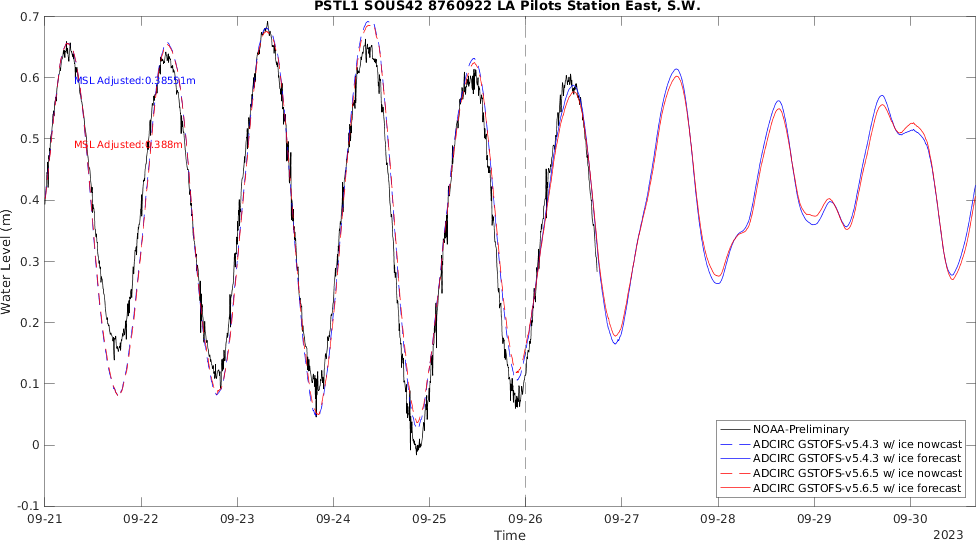 PSTL1 SOUS42 8760922 LA Pilots Station East, S.W.
0.7
0.6
0.5
0.4
0.3
0.2
0.1
0
-0.1
Water Level (m)
MSL Adjusted:0.38551m
MSL Adjusted:0.388m
NOAA-Preliminary
ADCIRC GSTOFS-v5.4.3 w/ ice nowcast
ADCIRC GSTOFS-v5.4.3 w/ ice forecast
ADCIRC GSTOFS-v5.6.5 w/ ice nowcast
ADCIRC GSTOFS-v5.6.5 w/ ice forecast
09-21 09-22 09-23 09-24 09-25 09-26 09-27 09-28 09-29 09-30
Time
2023